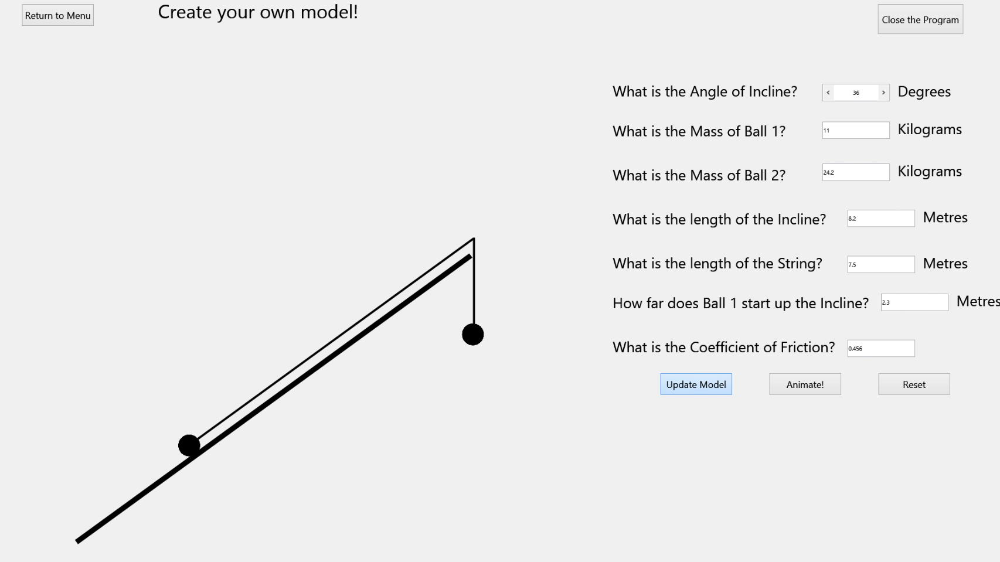 Return to Menu
Create your own model!
Close the Program
What is the Angle of Incline? < 36 > Degrees
What is the Mass of Ball 1? 11 Kilograms
What is the Mass of Ball 2? 24.2 Kilograms
What is the length of the Incline? 8.2 Metres
What is the length of the String? 7.5 Metres
How far does Ball 1 start up the Incline? 2.3 Metres
What is the Coefficient of Friction? 0.456
Update Model Animate! Reset